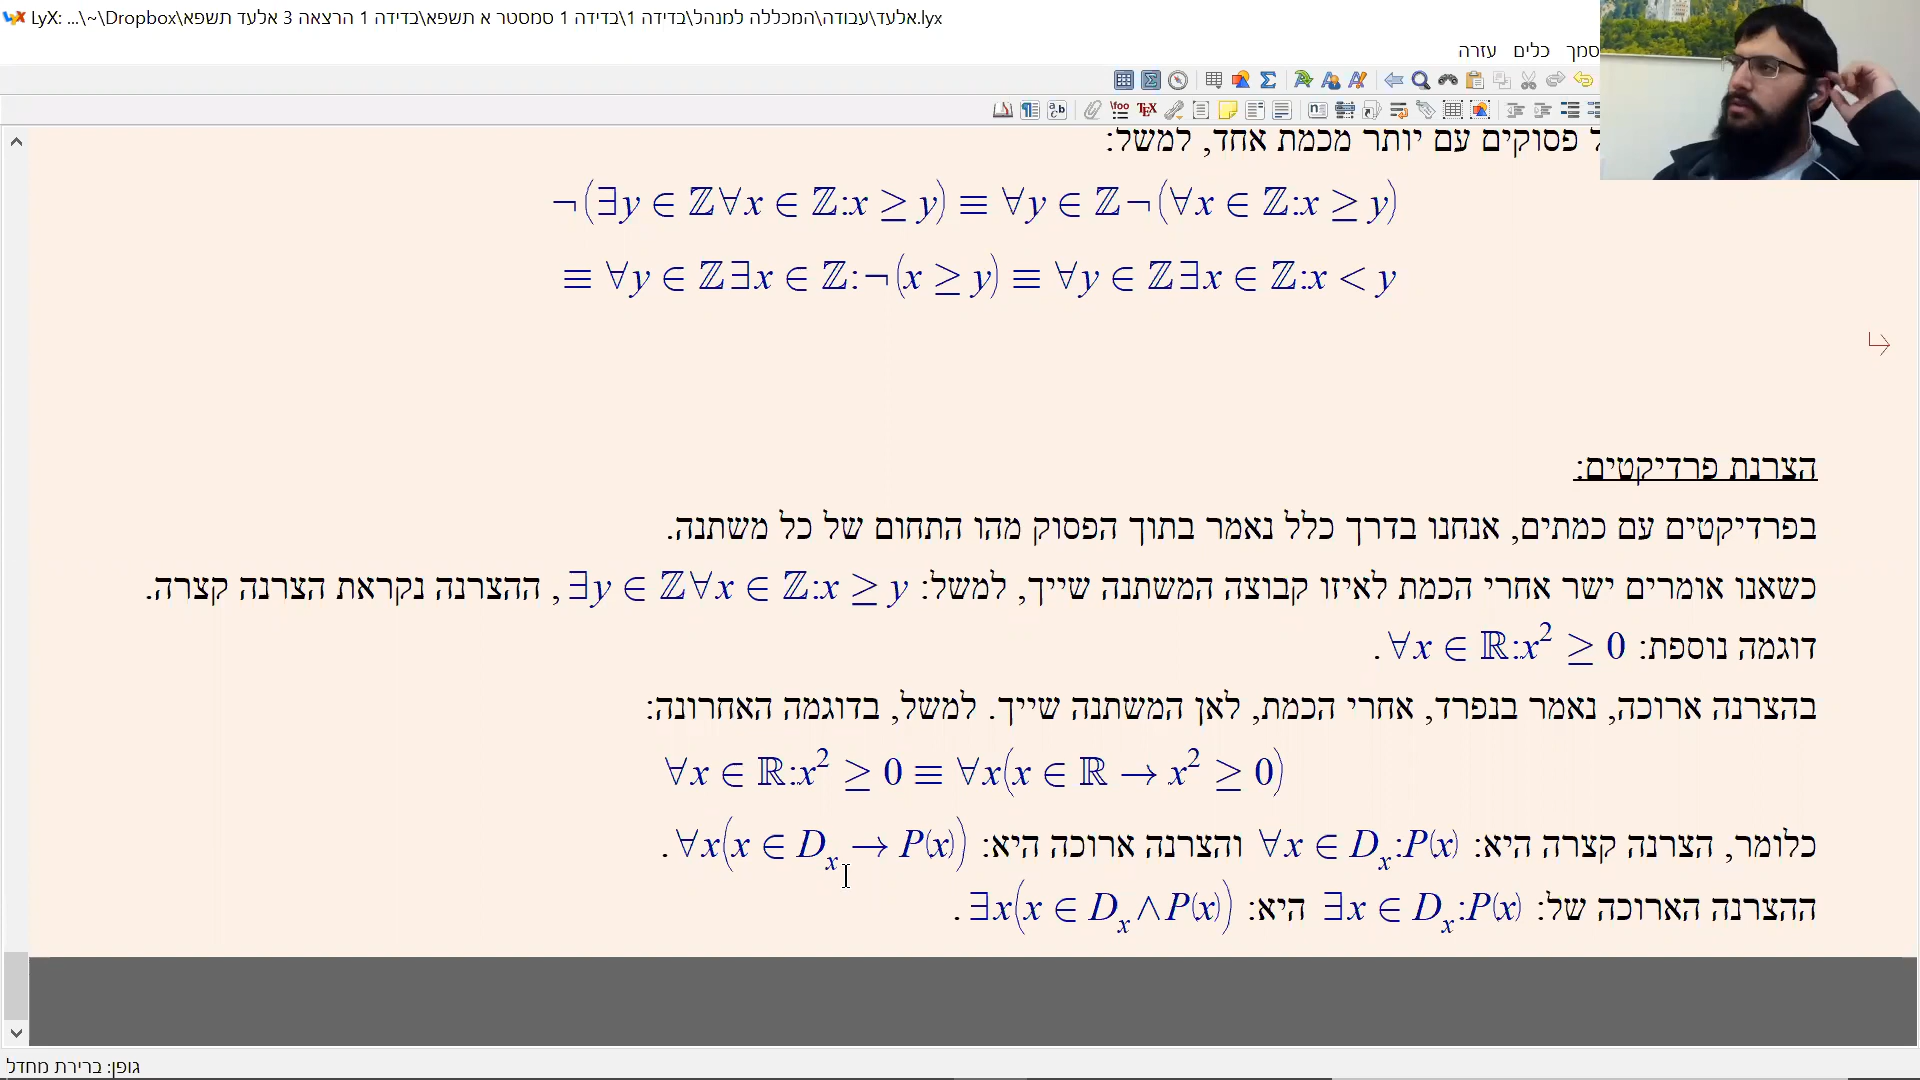 LyX: ...\~\Dropbox\אלעד\עבודה\המכללה למנהל\בדידה 1\בדידה 1 סמסטר א תשפא\בדידה 1 הרצאה 3 אלעד תשפא.lyx
סמך כלים עזרה
ל פסוקים עם יותר מכמת אחד, למשל:
¬(∃y ∈ ℤ∀x ∈ ℤ:x ≥ y) ≡ ∀y ∈ ℤ¬(∀x ∈ ℤ:x ≥ y)
≡ ∀y ∈ ℤ∃x ∈ ℤ:¬(x ≥ y) ≡ ∀y ∈ ℤ∃x ∈ ℤ:x < y
הצרנת פרדיקטים:
בפרדיקטים עם כמתים, אנחנו בדרך כלל נאמר בתוך הפסוק מהו התחום של כל משתנה.
כשאנו אומרים ישר אחרי הכמת לאיזו קבוצה המשתנה שייך, למשל: ∃y ∈ ℤ∀x ∈ ℤ:x ≥ y, ההצרנה נקראת הצרנה קצרה.
דוגמה נוספת: ∀x ∈ ℝ:x² ≥ 0.
בהצרנה ארוכה, נאמר בנפרד, אחרי הכמת, לאן המשתנה שייך. למשל, בדוגמה האחרונה:
∀x ∈ ℝ:x² ≥ 0 ≡ ∀x(x ∈ ℝ → x² ≥ 0)
כלומר, הצרנה קצרה היא: ∀x ∈ Dₓ:P(x) והצרנה ארוכה היא: ∀x(x ∈ Dₓ → P(x)).
ההצרנה הארוכה של: ∃x ∈ Dₓ:P(x) היא: ∃x(x ∈ Dₓ∧P(x)).
גופן: ברירת מחדל